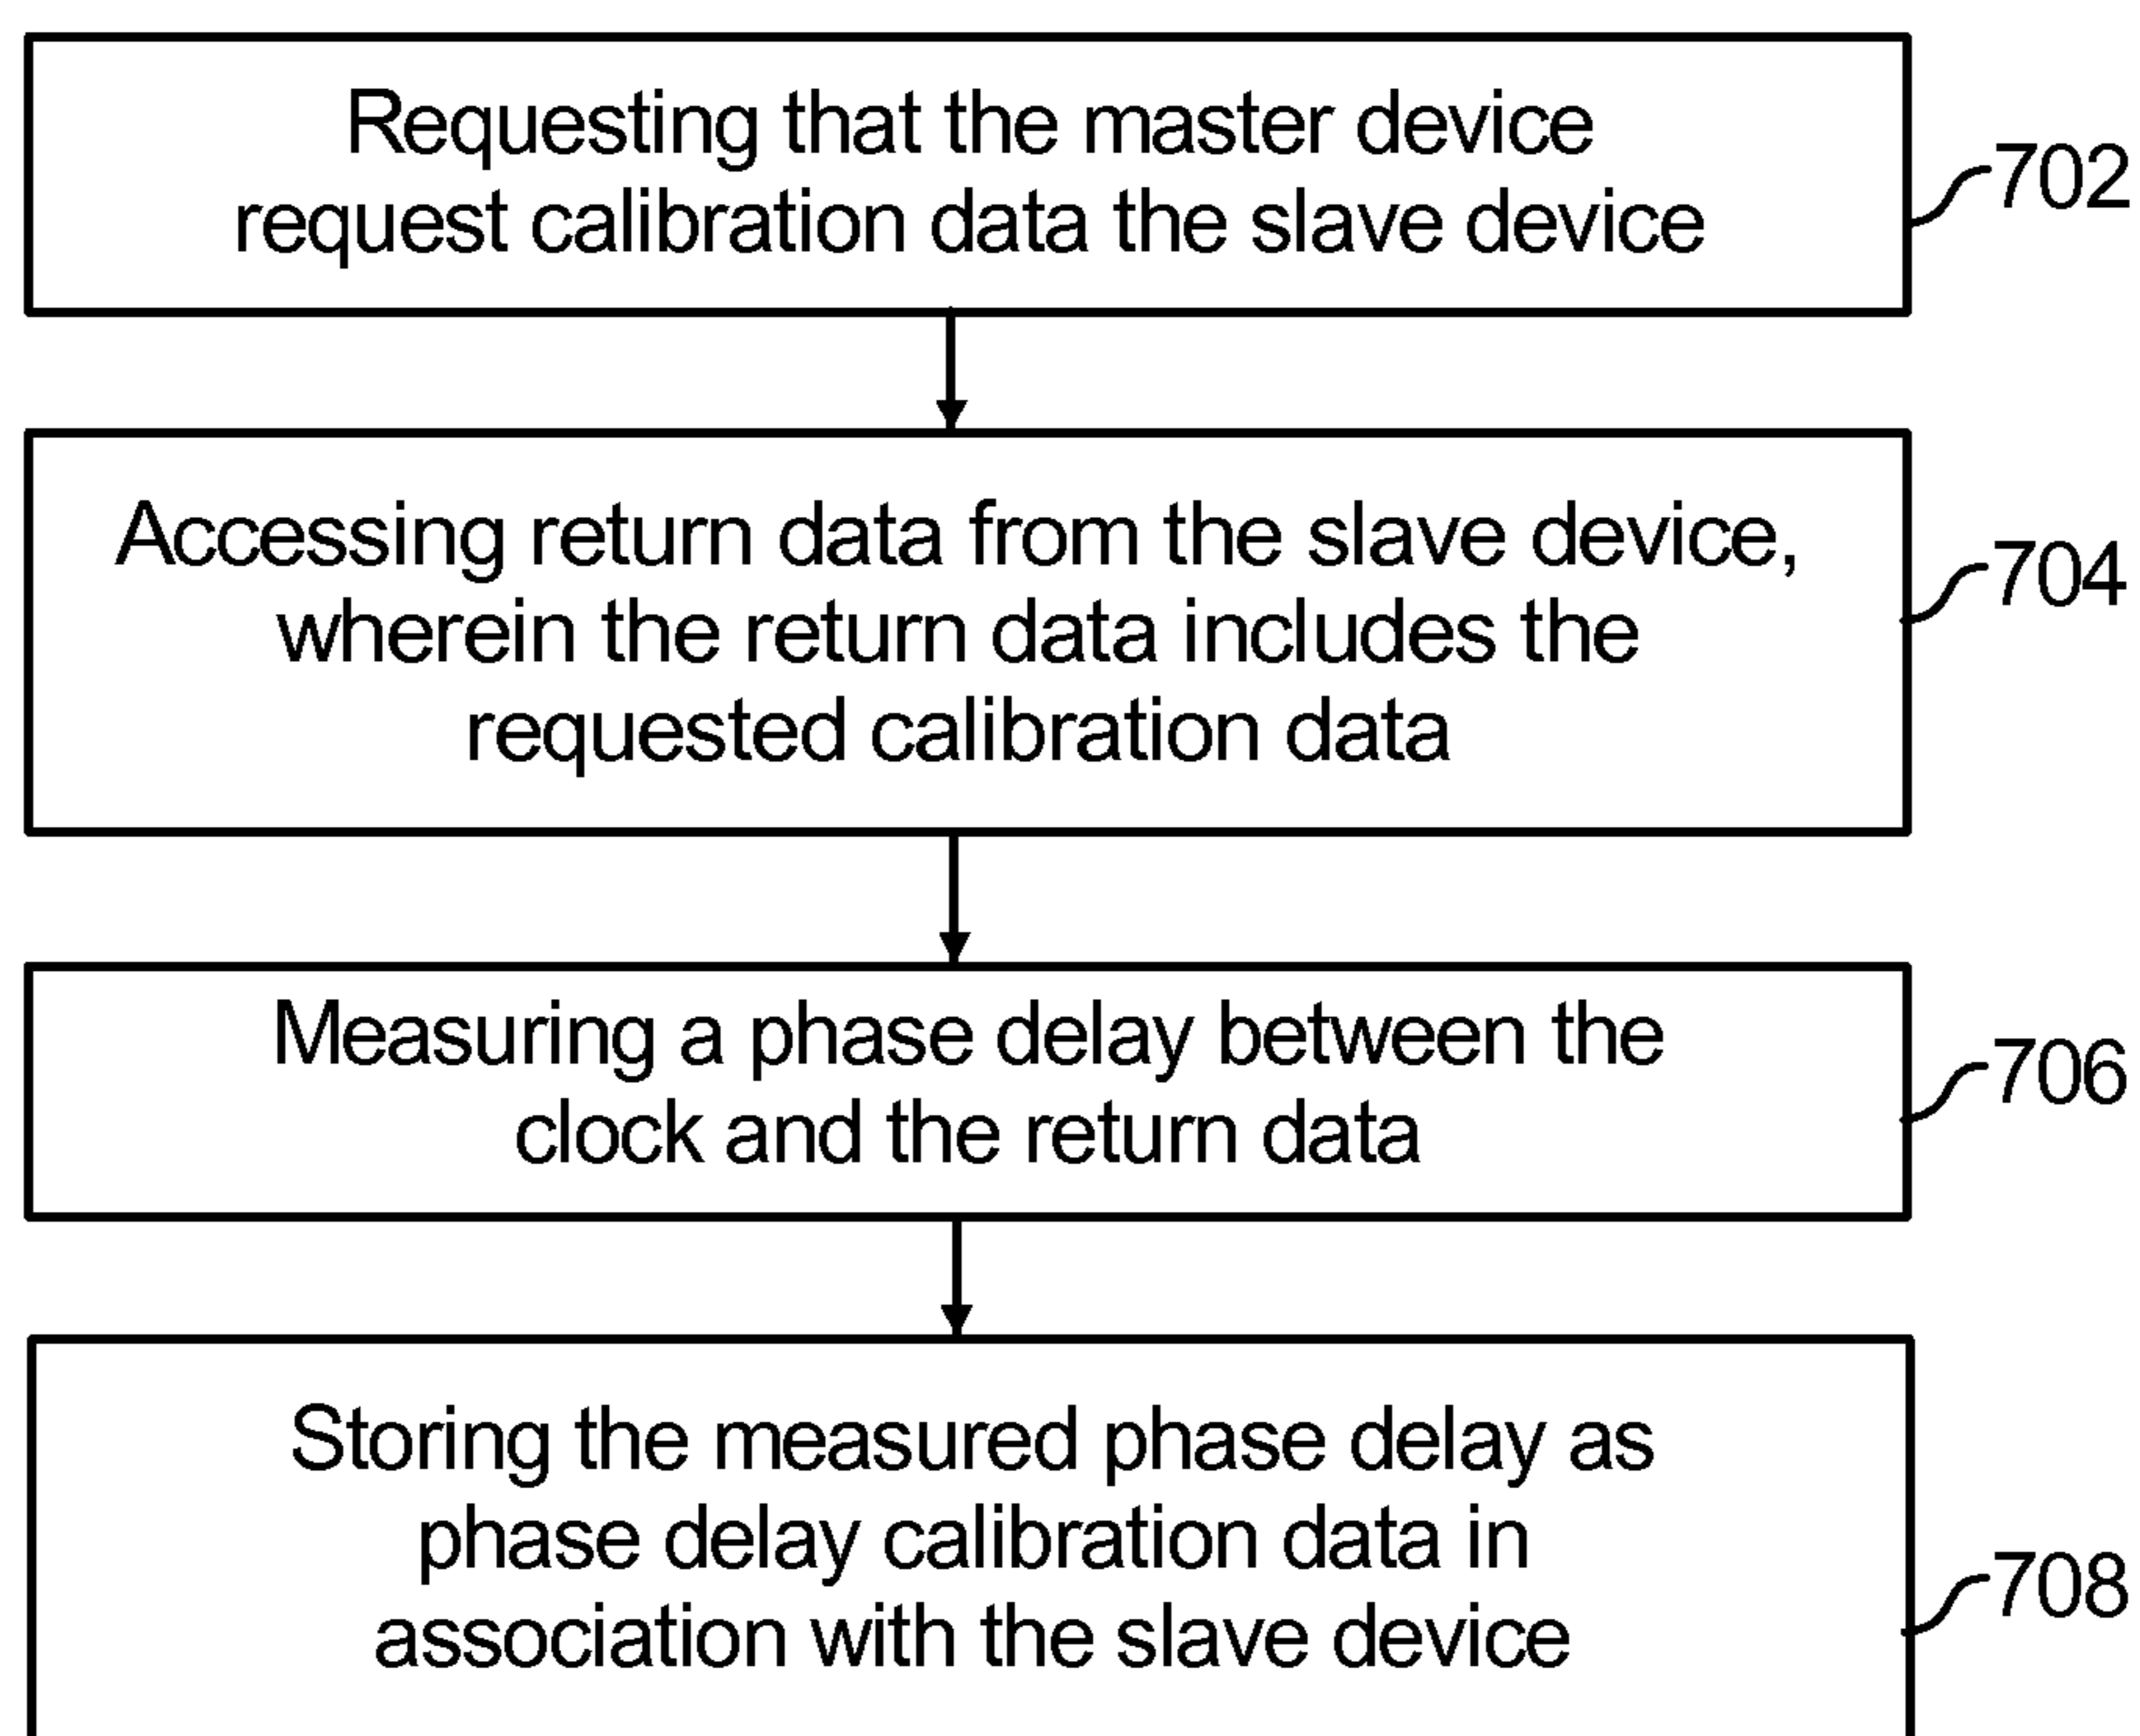 Requesting that the master device
request calibration data the slave device
702
Accessing return data from the slave device,
wherein the return data includes the
requested calibration data
704
Measuring a phase delay between the
clock and the return data
706
Storing the measured phase delay as
phase delay calibration data in
association with the slave device
708